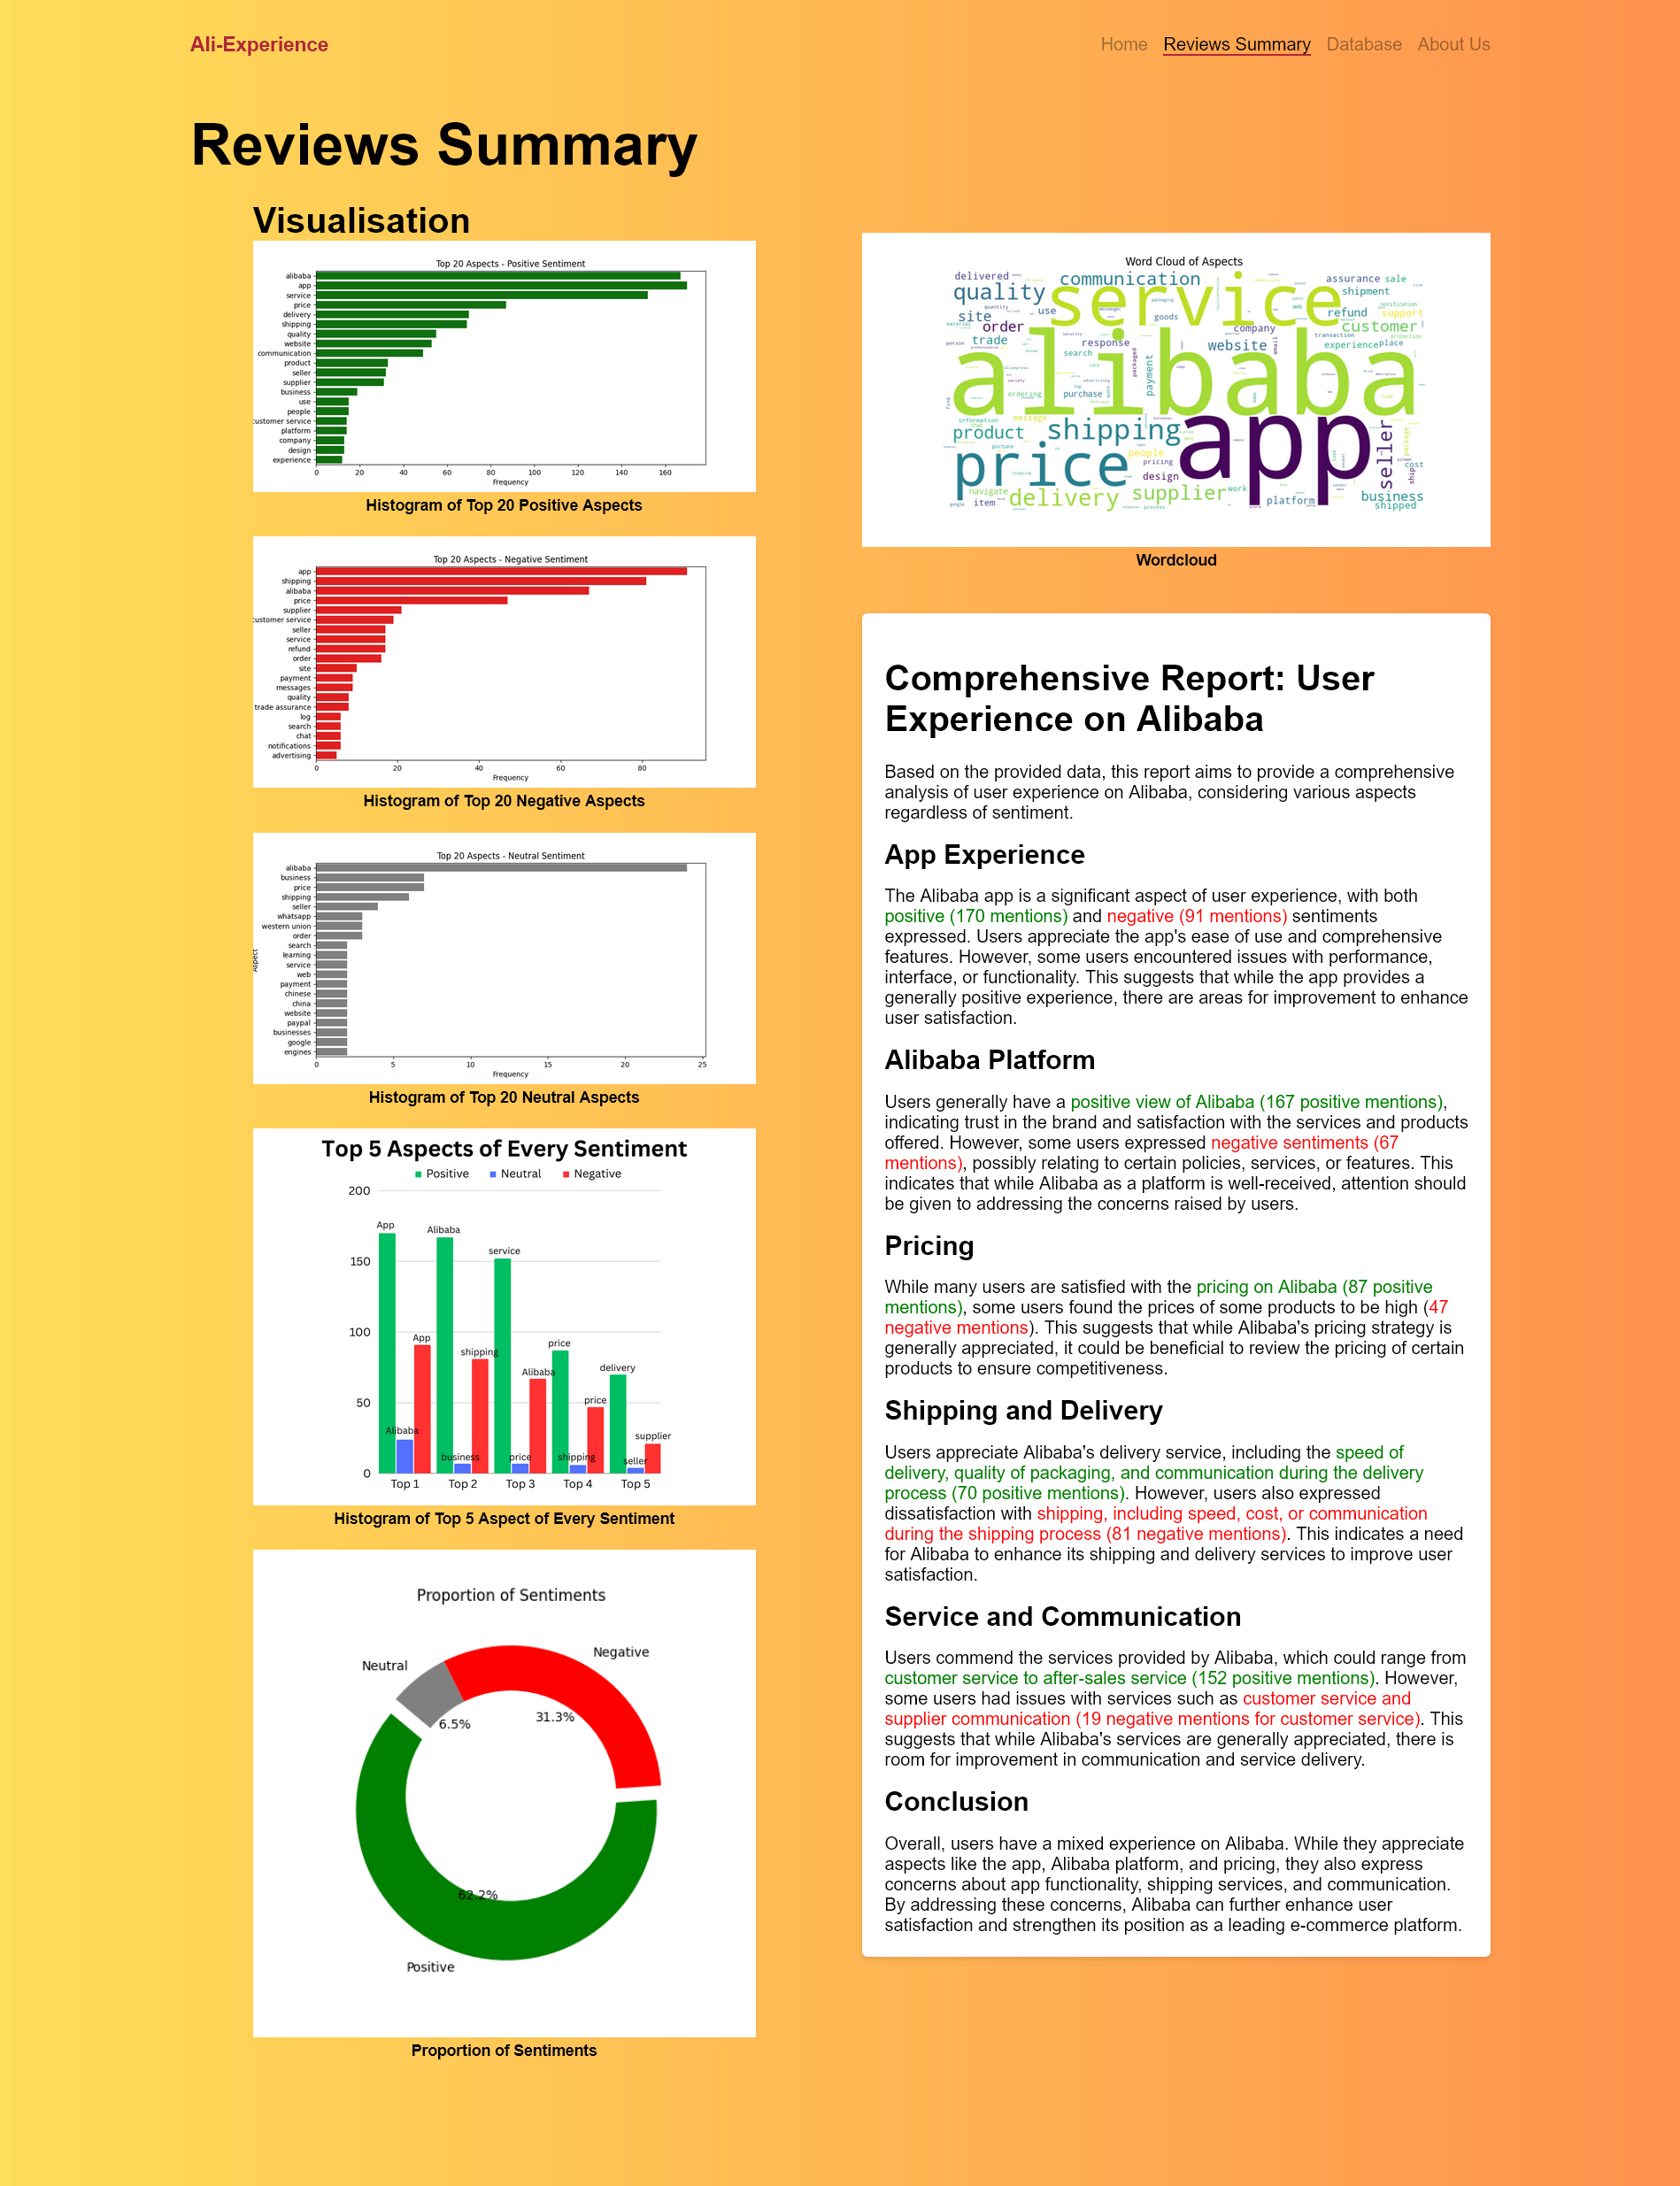 Ali-Experience
Home Reviews Summary Database About Us
Reviews Summary
Visualisation
Top 20 Aspects - Positive Sentiment
alibaba
app
service
price
delivery
shipping
quality
website
communication
product
seller
supplier
business
use
people
customer service
platform
company
design
experience
0 20 40 60 80 100 120 140 160
Frequency
Histogram of Top 20 Positive Aspects
Top 20 Aspects - Negative Sentiment
app
shipping
alibaba
price
supplier
customer service
seller
service
refund
order
site
payment
messages
quality
trade assurance
log
search
chat
notifications
advertising
0 20 40 60 80
Frequency
Histogram of Top 20 Negative Aspects
Top 20 Aspects - Neutral Sentiment
Aspect
alibaba
business
price
shipping
seller
whatsapp
western union
order
search
learning
service
web
payment
chinese
china
website
paypal
businesses
google
engines
0 5 10 15 20 25
Frequency
Histogram of Top 20 Neutral Aspects
Top 5 Aspects of Every Sentiment
Positive Neutral Negative
200
150
100
50
0
App
Alibaba
service
price
delivery
App
shipping
Alibaba
price
supplier
Alibaba
business
price
shipping
seller
Top 1 Top 2 Top 3 Top 4 Top 5
Histogram of Top 5 Aspect of Every Sentiment
Proportion of Sentiments
Neutral
Negative
6.5%
31.3%
62.2%
Positive
Proportion of Sentiments
Word Cloud of Aspects
delivered
communication
assurance
sale
quality
service
shipment
site
use
goods
refund
support
order
company
customer
trade
response
website
experience
place
search
alibaba
payment
ordering
purchase
message
product
shipping
app
seller
people
pricing
price
design
cost
navigate
delivery
supplier
work
item
platform
business
shipped
Wordcloud
Comprehensive Report: User
Experience on Alibaba
Based on the provided data, this report aims to provide a comprehensive
analysis of user experience on Alibaba, considering various aspects
regardless of sentiment.
App Experience
The Alibaba app is a significant aspect of user experience, with both
positive (170 mentions) and negative (91 mentions) sentiments
expressed. Users appreciate the app's ease of use and comprehensive
features. However, some users encountered issues with performance,
interface, or functionality. This suggests that while the app provides a
generally positive experience, there are areas for improvement to enhance
user satisfaction.
Alibaba Platform
Users generally have a positive view of Alibaba (167 positive mentions),
indicating trust in the brand and satisfaction with the services and products
offered. However, some users expressed negative sentiments (67
mentions), possibly relating to certain policies, services, or features. This
indicates that while Alibaba as a platform is well-received, attention should
be given to addressing the concerns raised by users.
Pricing
While many users are satisfied with the pricing on Alibaba (87 positive
mentions), some users found the prices of some products to be high (47
negative mentions). This suggests that while Alibaba's pricing strategy is
generally appreciated, it could be beneficial to review the pricing of certain
products to ensure competitiveness.
Shipping and Delivery
Users appreciate Alibaba's delivery service, including the speed of
delivery, quality of packaging, and communication during the delivery
process (70 positive mentions). However, users also expressed
dissatisfaction with shipping, including speed, cost, or communication
during the shipping process (81 negative mentions). This indicates a need
for Alibaba to enhance its shipping and delivery services to improve user
satisfaction.
Service and Communication
Users commend the services provided by Alibaba, which could range from
customer service to after-sales service (152 positive mentions). However,
some users had issues with services such as customer service and
supplier communication (19 negative mentions for customer service). This
suggests that while Alibaba's services are generally appreciated, there is
room for improvement in communication and service delivery.
Conclusion
Overall, users have a mixed experience on Alibaba. While they appreciate
aspects like the app, Alibaba platform, and pricing, they also express
concerns about app functionality, shipping services, and communication.
By addressing these concerns, Alibaba can further enhance user
satisfaction and strengthen its position as a leading e-commerce platform.